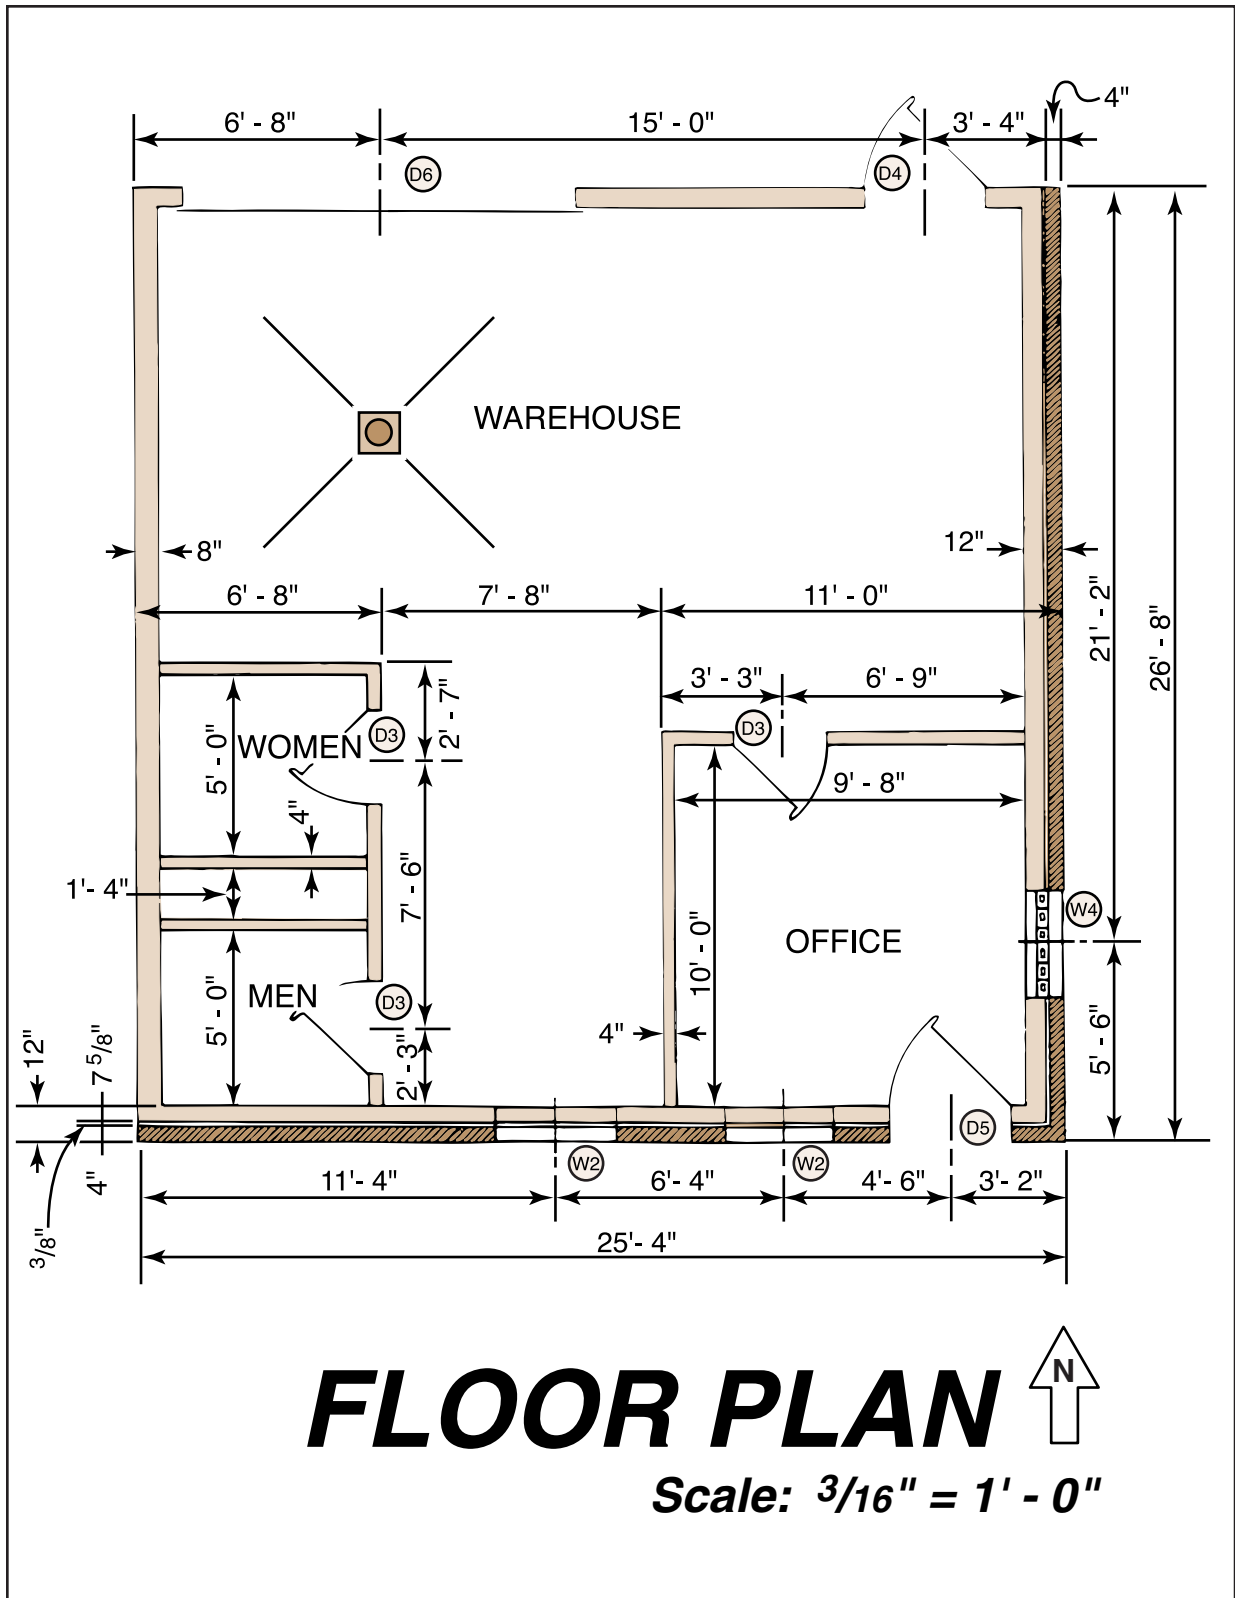 4"
6' - 8" 15' - 0" 3' - 4"
D6 D4
WAREHOUSE
8" 12"
6' - 8" 7' - 8" 11' - 0"
21' - 2"
26' - 8"
3' - 3" 6' - 9"
2' - 7"
WOMEN D3 D3
5' - 0"
9' - 8"
4"
7' - 6"
1'- 4"
W4
OFFICE
10' - 0"
MEN D3
5' - 0"
4"
2' - 3"
5' - 6"
12"
7 5/8"
D5
W2 W2
4"
11'- 4" 6'- 4" 4'- 6" 3'- 2"
3/8"
25'- 4"
N
FLOOR PLAN
Scale: 3/16" = 1' - 0"